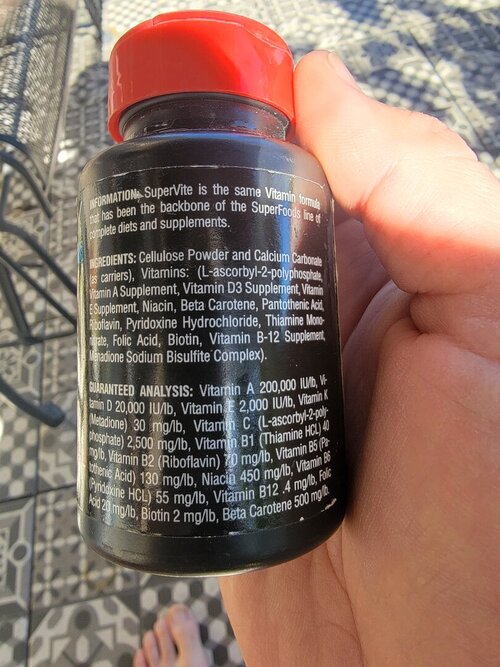 INFORMATION: SuperVite is the same Vitamin formula
that has been the backbone of the SuperFoods line of
complete diets and supplements.
INGREDIENTS: Cellulose Powder and Calcium Carbonate
(as carriers), Vitamins: (L-ascorbyl-2-polyphosphate,
Vitamin A Supplement, Vitamin D3 Supplement, Vitamin
E Supplement, Niacin, Beta Carotene, Pantothenic Acid,
Riboflavin, Pyridoxine Hydrochloride, Thiamine Mono-
nitrate, Folic Acid, Biotin, Vitamin B-12 Supplement,
Menadione Sodium Bisulfite Complex).
GUARANTEED ANALYSIS: Vitamin A 200,000 IU/lb, Vi-
tamin D 20,000 IU/lb, Vitamin E 2,000 IU/lb, Vitamin K
(Metadione) 30 mg/lb, Vitamin C (L-ascorbyl-2-poly-
phosphate) 2,500 mg/lb, Vitamin B1 (Thiamine HCL) 40
mg/lb, Vitamin B2 (Riboflavin) 70 mg/lb, Vitamin B5 (Pa-
tothenic Acid) 130 mg/lb, Niacin 450 mg/lb, Vitamin B6
(Pyridoxine HCL) 55 mg/lb, Vitamin B12 .4 mg/lb, Folic
Acid 20 mg/lb, Biotin 2 mg/lb, Beta Carotene 500 mg/lb.